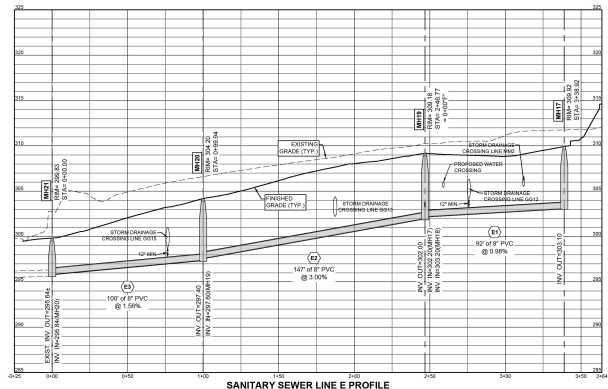 325
325
320
320
315
315
310
310
305
305
300
300
295
295
290
290
285
285
MH21
RIM= 299.83
STA= 0+00.00
MH20
RIM= 304.20
STA= 0+99.94
MH19
RIM= 309.18
STA= 2+46.77
= 0+00"F"
MH17
RIM= 309.92
STA= 3+38.92
EXISTING
GRADE (TYP.)
FINISHED
GRADE (TYP.)
STORM DRAINAGE
CROSSING LINE MM2
PROPOSED WATER
CROSSING
STORM DRAINAGE
CROSSING LINE GG12
12" MIN.
STORM DRAINAGE
CROSSING LINE GG13
STORM DRAINAGE
CROSSING LINE GG15
12" MIN.
E1
92' of 8" PVC
@ 0.98%
E2
147' of 8" PVC
@ 3.00%
E3
100' of 8" PVC
@ 1.56%
EXIST. INV. OUT=295.64±
INV. IN=295.84(MH20)
INV. OUT=297.40
INV. IN=297.60(MH19)
INV. OUT=302.00
INV. IN=302.20(MH17)
INV. IN=303.20(MH18)
INV. OUT=303.10
-0+25
0+00
0+50
1+00
1+50
2+00
2+50
3+00
3+50
3+64
SANITARY SEWER LINE E PROFILE